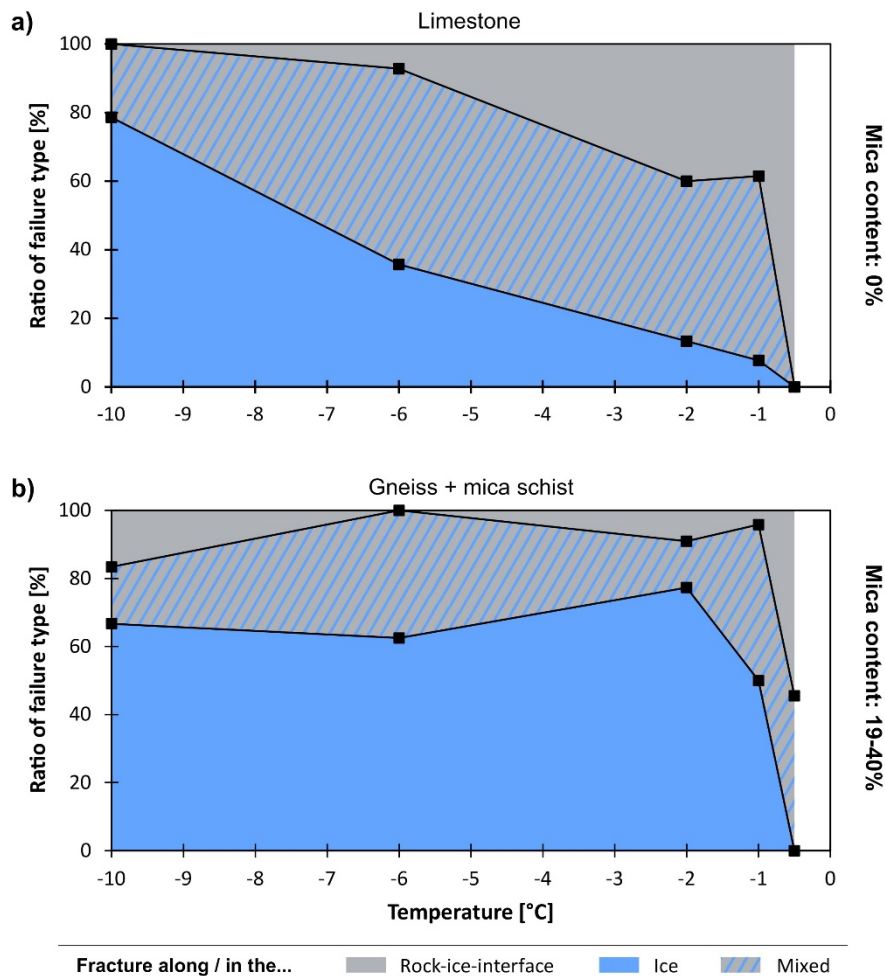 a)
Limestone
Ratio of failure type [%]
100
80
60
40
20
0
-10 -9 -8 -7 -6 -5 -4 -3 -2 -1 0
Mica content: 0%
b)
Gneiss + mica schist
Ratio of failure type [%]
100
80
60
40
20
0
-10 -9 -8 -7 -6 -5 -4 -3 -2 -1 0
Temperature [°C]
Mica content: 19-40%
Fracture along / in the... Rock-ice-interface Ice Mixed